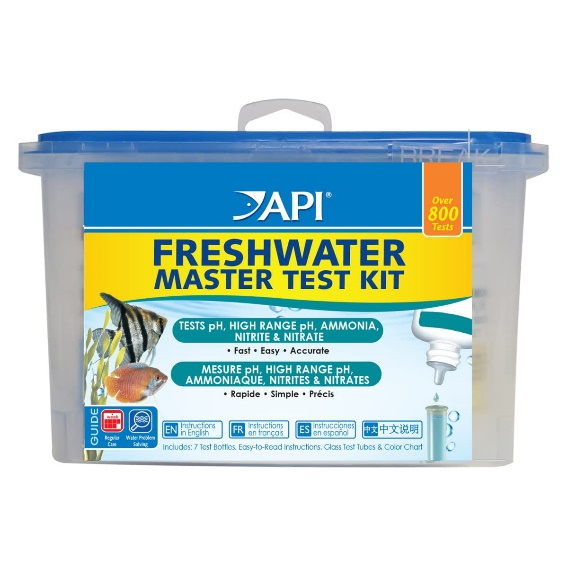 BREAK
API®
Over
800
Tests
FRESHWATER
MASTER TEST KIT
TESTS pH, HIGH RANGE pH, AMMONIA,
NITRITE & NITRATE
• Fast • Easy • Accurate
MESURE pH, HIGH RANGE pH,
AMMONIAQUE, NITRITES & NITRATES
• Rapide • Simple • Précis
GUIDE
Regular
Care
Water Problem
Solving
EN Instructions
in English
FR Instructions
en français
ES Instrucciones
en español
中文 中文说明
Includes: 7 Test Bottles, Easy-to-Read Instructions, Glass Test Tubes & Color Chart